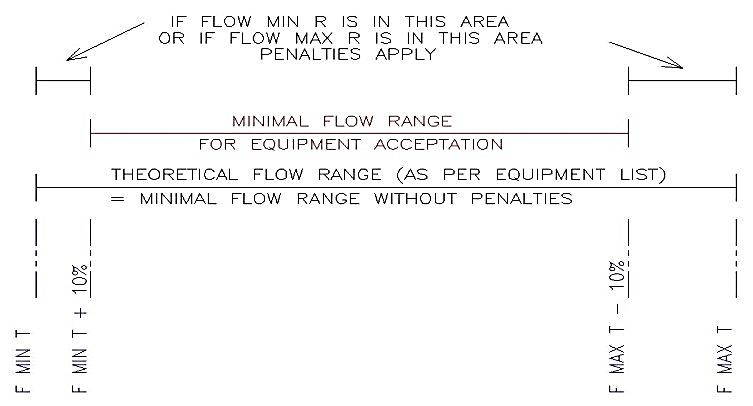 IF FLOW MIN R IS IN THIS AREA
OR IF FLOW MAX R IS IN THIS AREA
PENALTIES APPLY
MINIMAL FLOW RANGE
FOR EQUIPMENT ACCEPTATION
THEORETICAL FLOW RANGE (AS PER EQUIPMENT LIST)
= MINIMAL FLOW RANGE WITHOUT PENALTIES
F MIN T
F MIN T + 10%
F MAX T - 10%
F MAX T